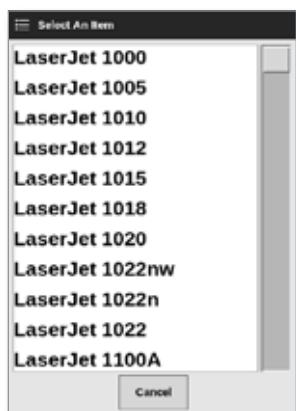 Select An Item
LaserJet 1000
LaserJet 1005
LaserJet 1010
LaserJet 1012
LaserJet 1015
LaserJet 1018
LaserJet 1020
LaserJet 1022nw
LaserJet 1022n
LaserJet 1022
LaserJet 1100A
Cancel